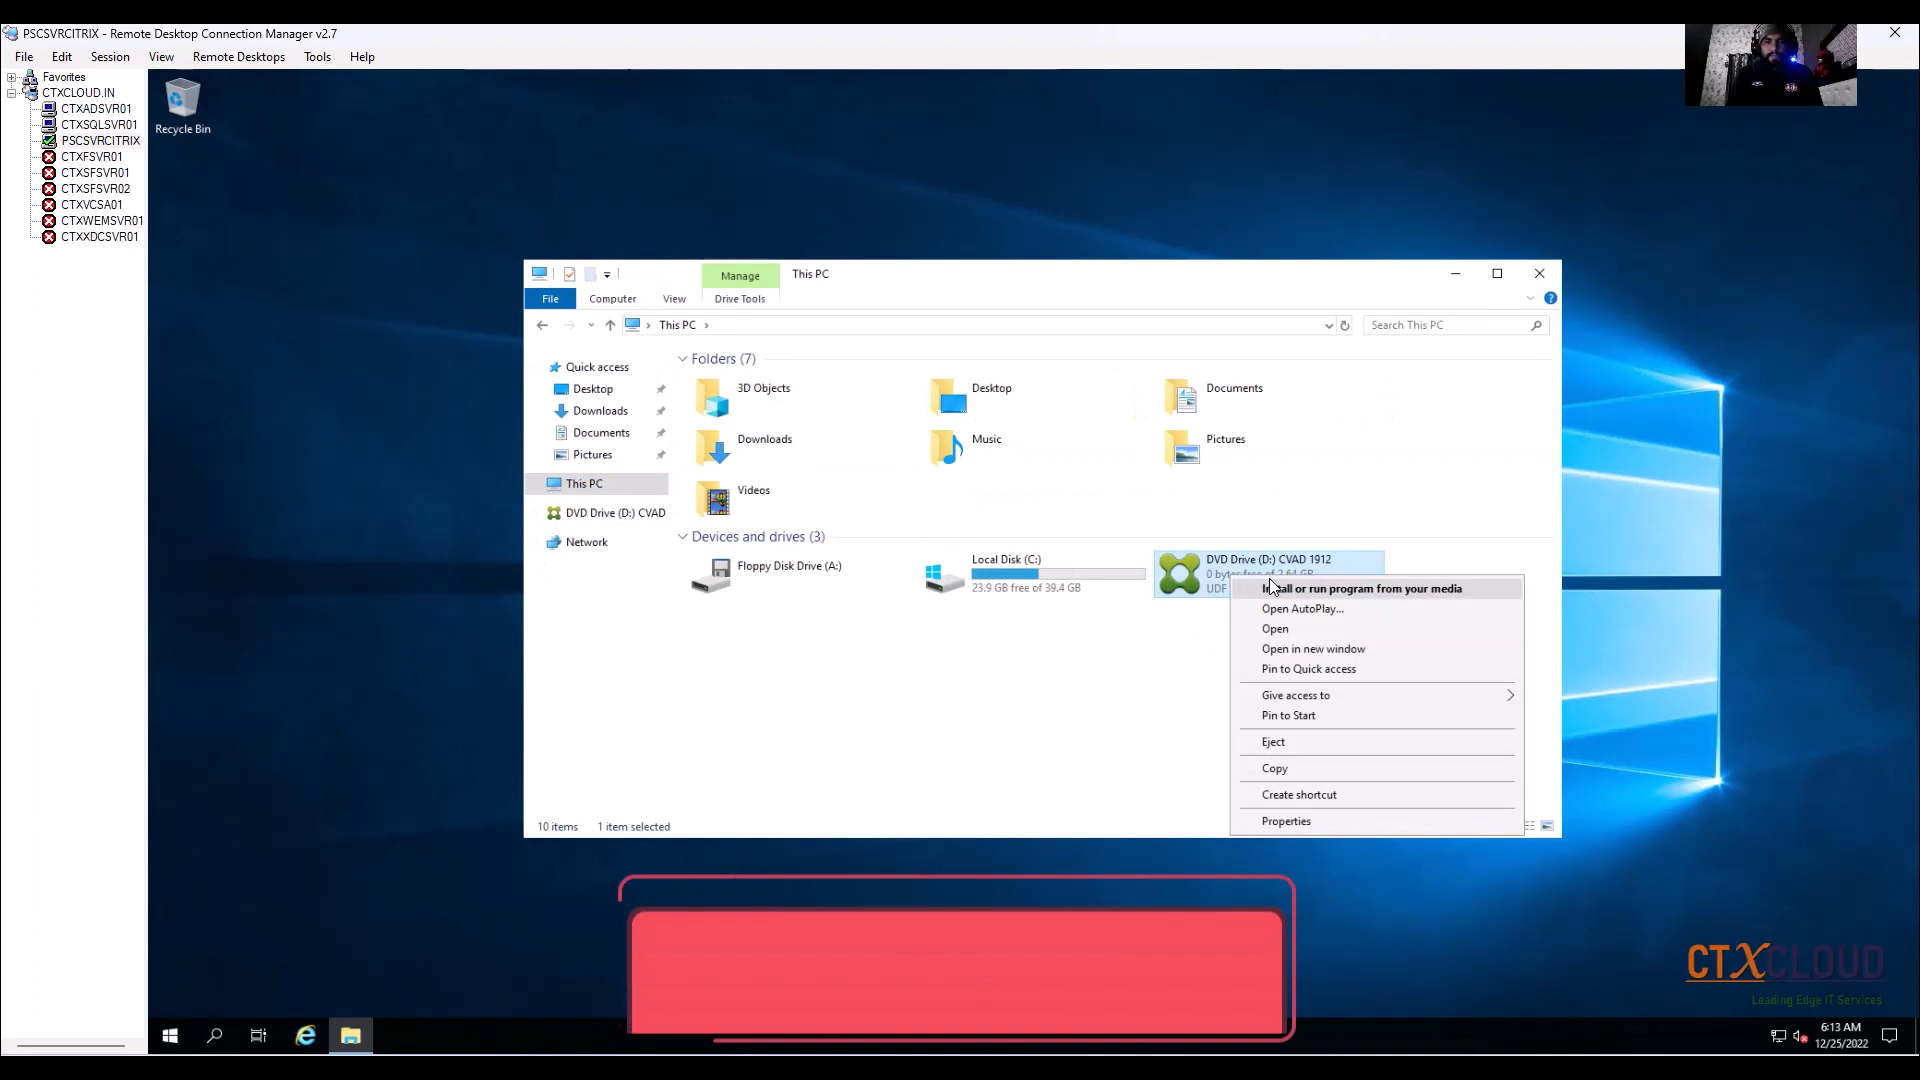 PSCSVRCITRIX - Remote Desktop Connection Manager v2.7
File Edit Session View Remote Desktops Tools Help
Favorites
CTXCLOUD.IN
CTXADSVR01
CTXSQLSVR01
PSCSVRCITRIX
CTXFSVR01
CTXSFSVR01
CTXSFSVR02
CTXVCSA01
CTXWEMSVR01
CTXXDCSVR01
Recycle Bin
Manage This PC
File Computer View Drive Tools
This PC
Search This PC
Quick access
Desktop
Downloads
Documents
Pictures
This PC
DVD Drive (D:) CVAD
Network
Folders (7)
3D Objects Desktop Documents
Downloads Music Pictures
Videos
Devices and drives (3)
Floppy Disk Drive (A:)
Local Disk (C:)
23.9 GB free of 39.4 GB
DVD Drive (D:) CVAD 1912
0 bytes free of 2.64 GB
UDF
or run program from your media
Open AutoPlay...
Open
Open in new window
Pin to Quick access
Give access to
Pin to Start
Eject
Copy
Create shortcut
Properties
10 items 1 item selected
CTXCLOUD
Leading Edge IT Services
6:13 AM
12/25/2022